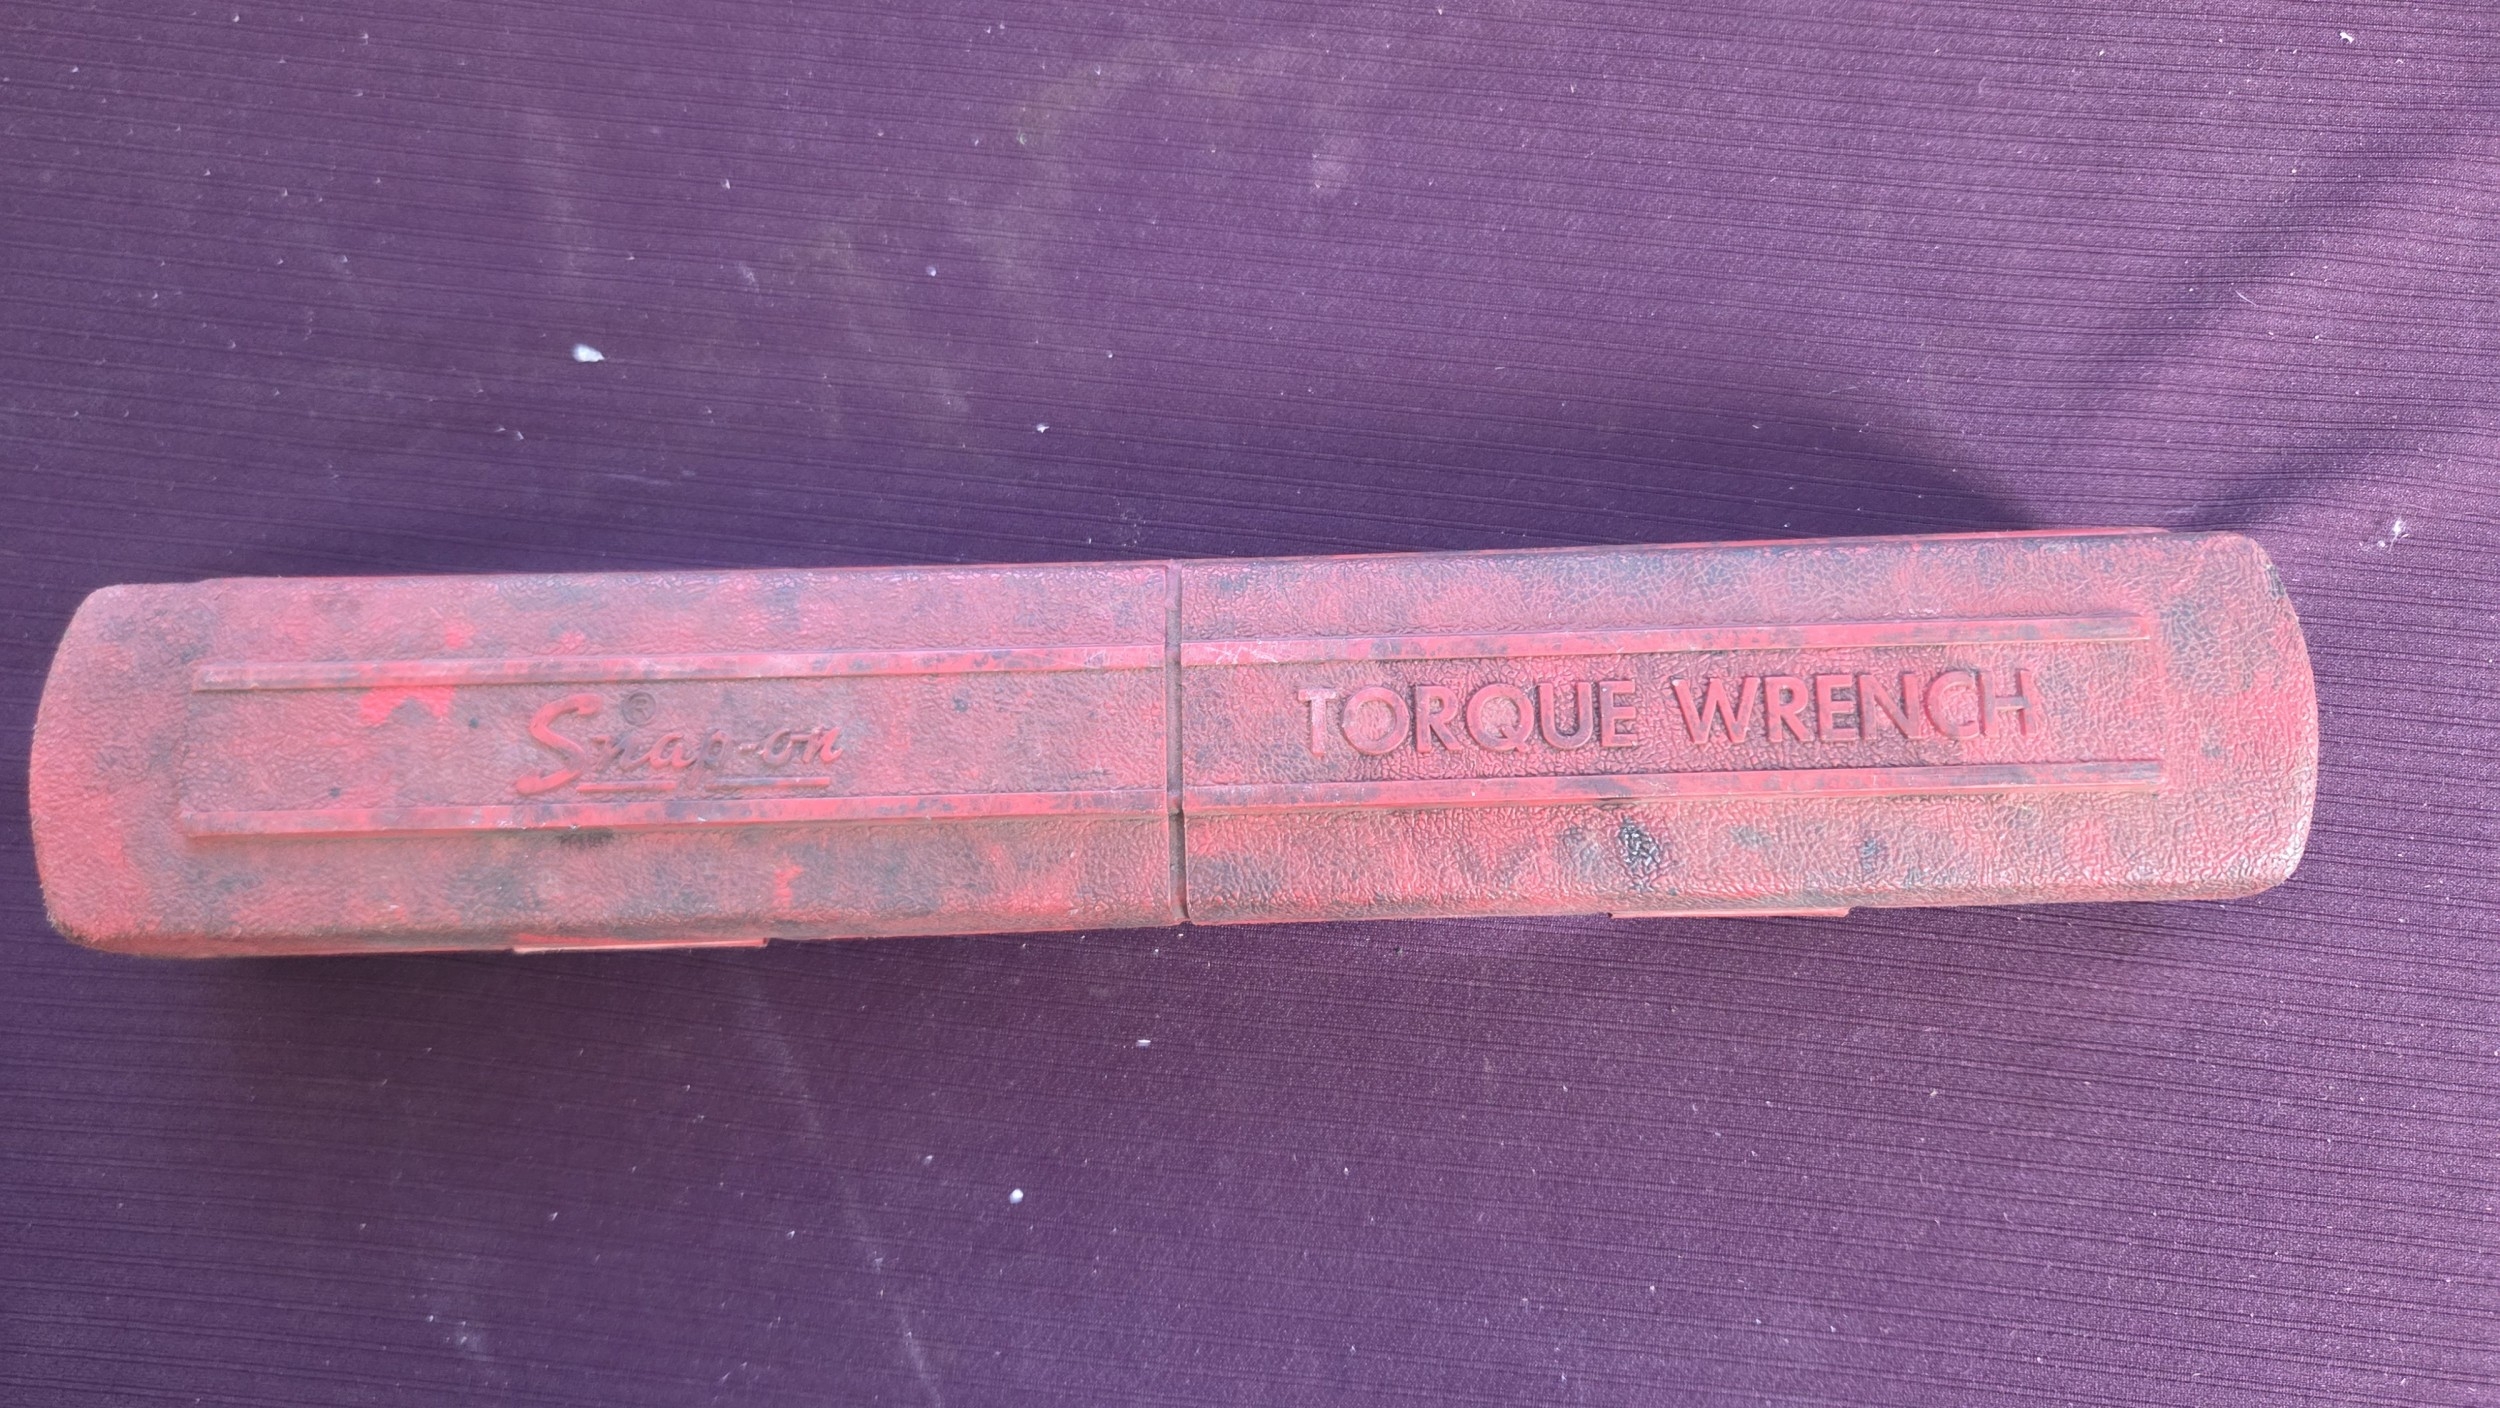 Snap-on ®
TORQUE WRENCH